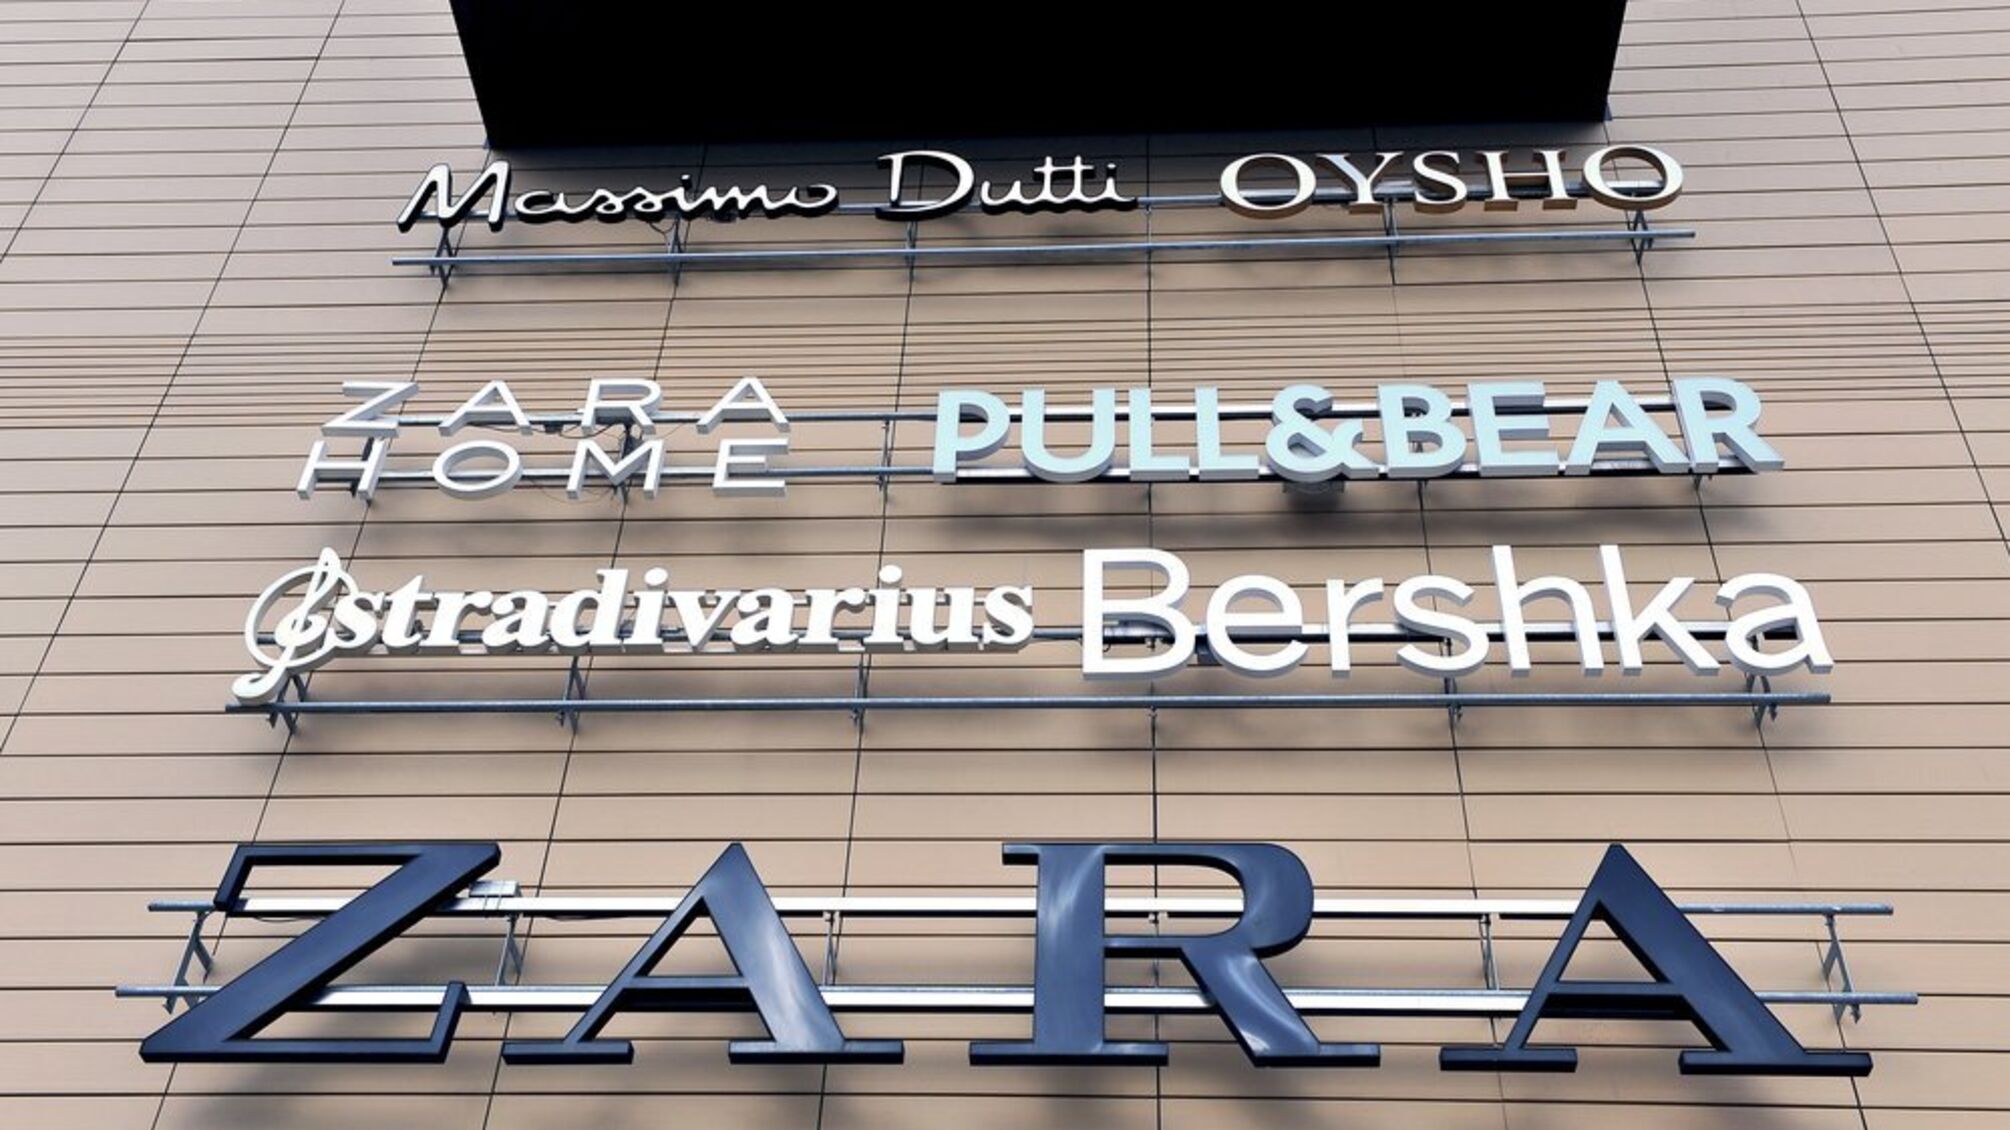 Massimo Dutti OYSHO
ZARA HOME PULL&BEAR
stradivarius Bershka
ZARA